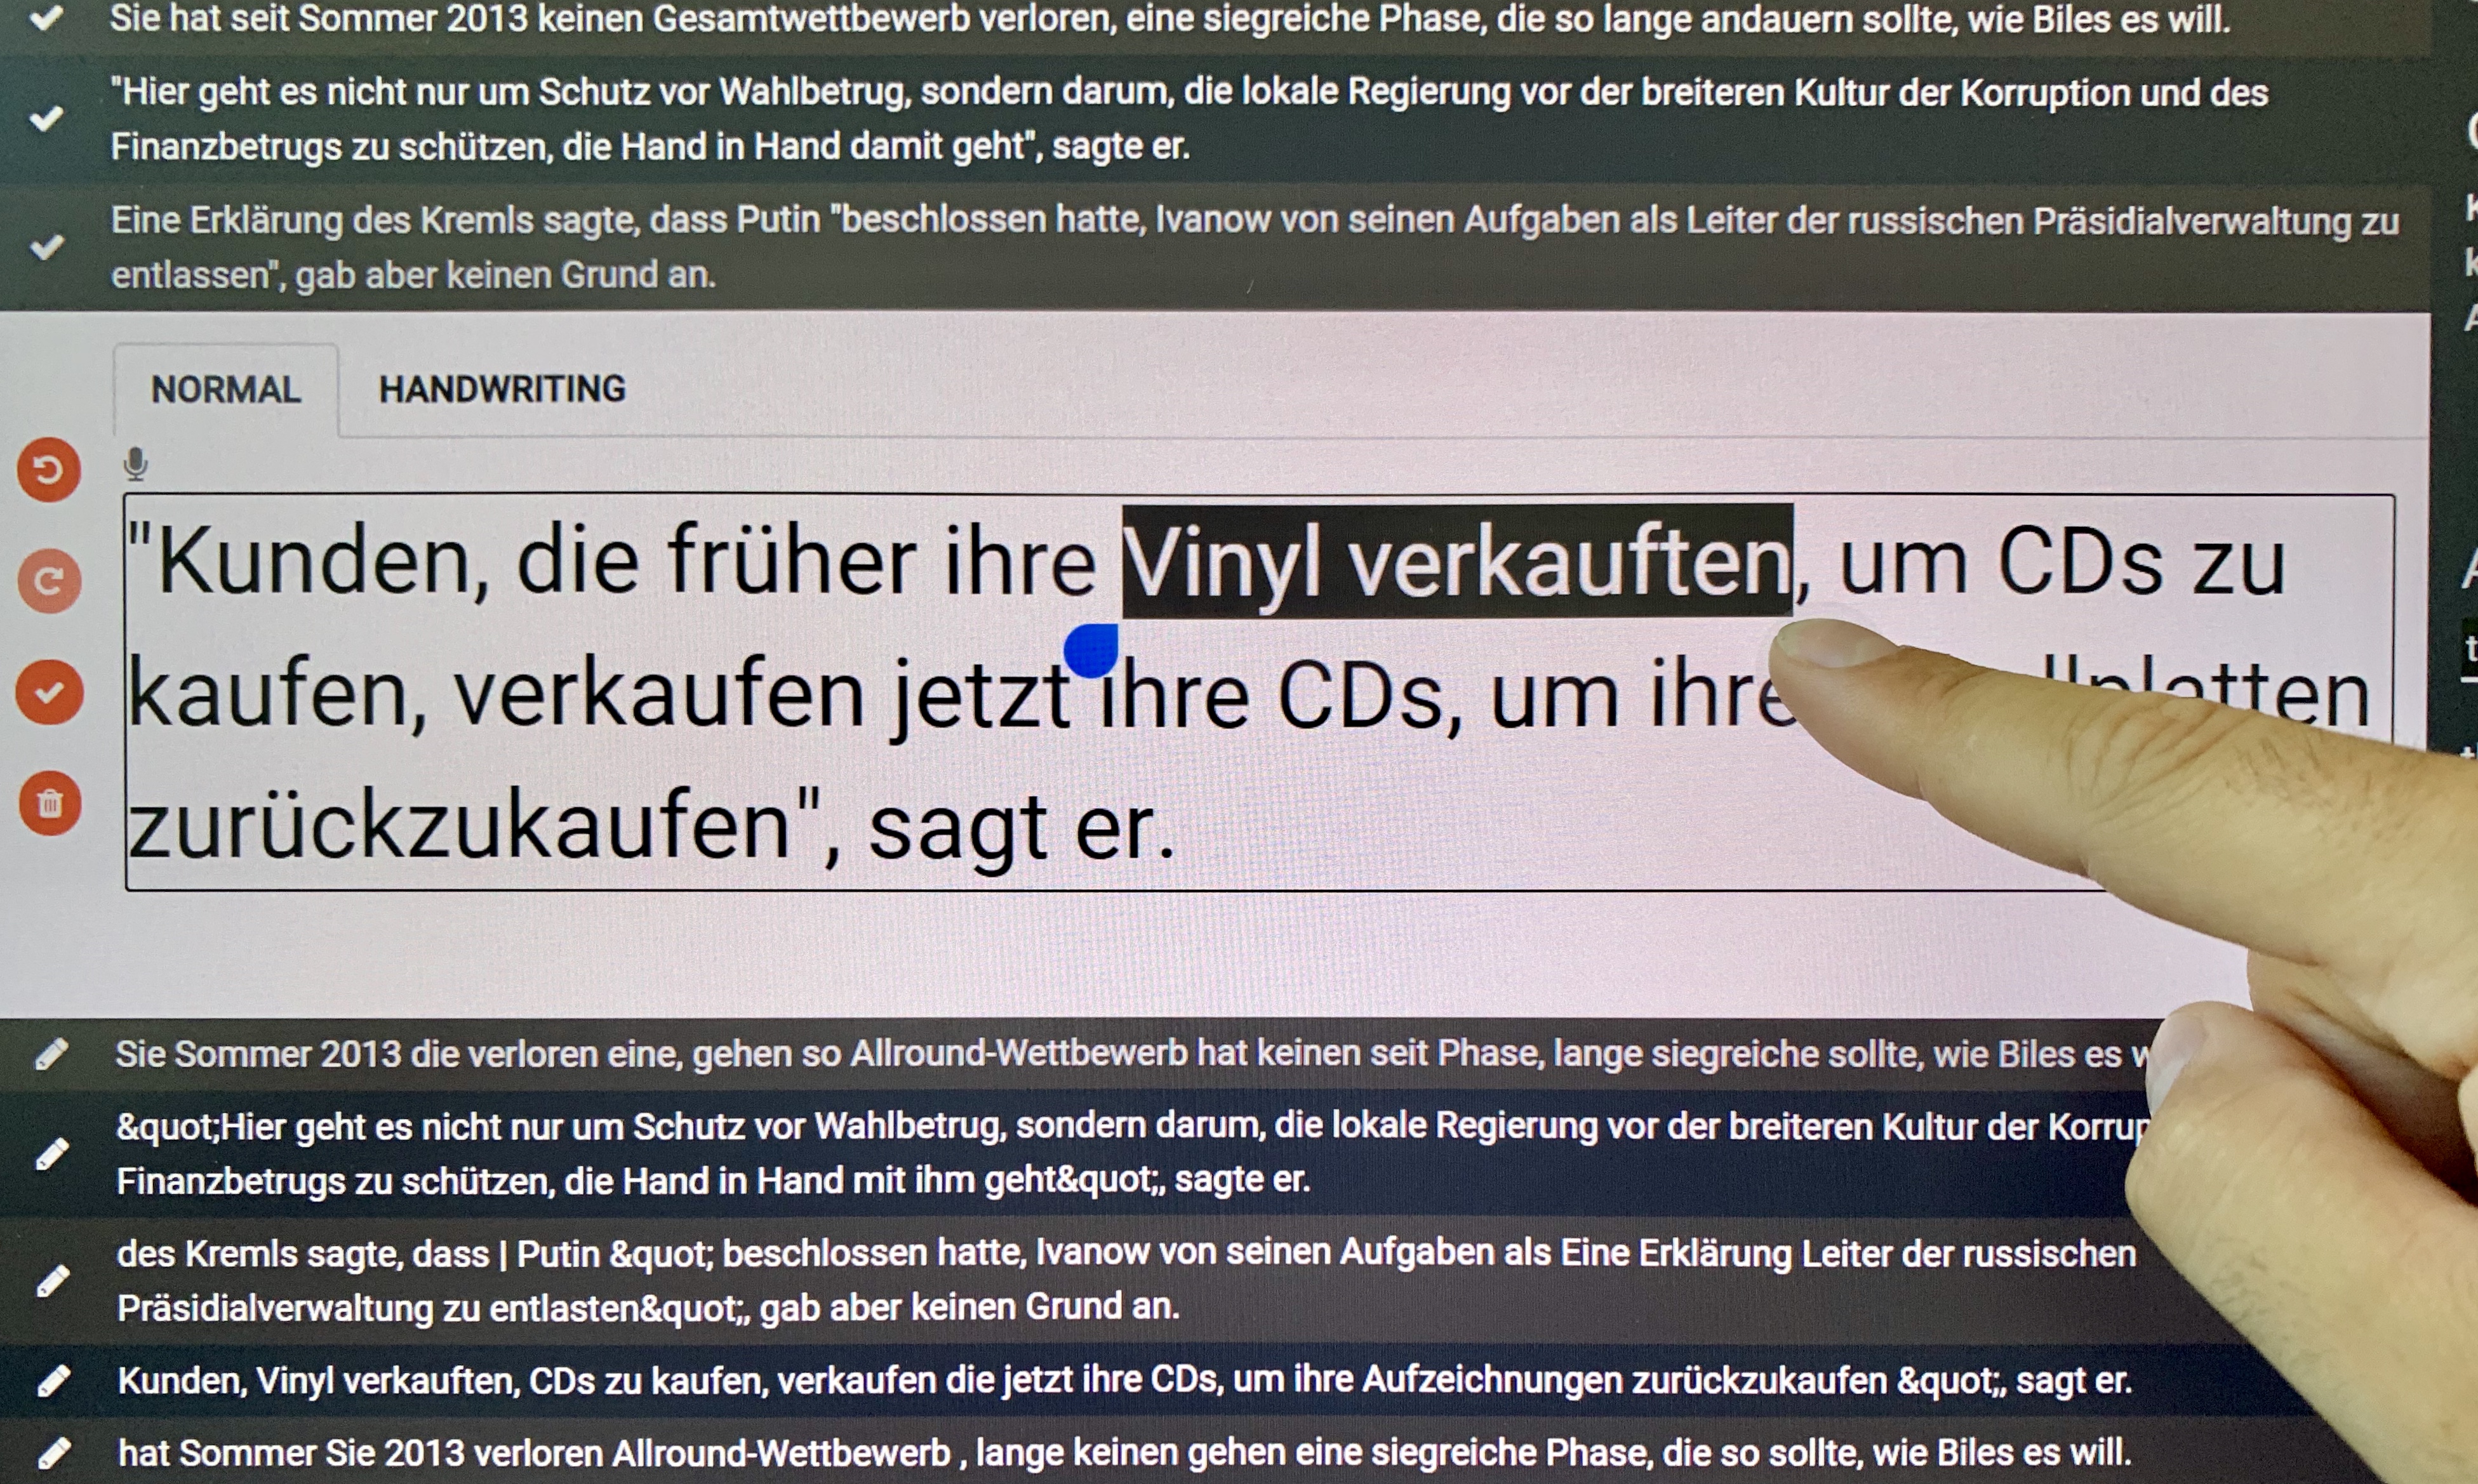 Sie hat seit Sommer 2013 keinen Gesamtwettbewerb verloren, eine siegreiche Phase, die so lange andauern sollte, wie Biles es will.
"Hier geht es nicht nur um Schutz vor Wahlbetrug, sondern darum, die lokale Regierung vor der breiteren Kultur der Korruption und des
Finanzbetrugs zu schützen, die Hand in Hand damit geht", sagte er.
Eine Erklärung des Kremls sagte, dass Putin "beschlossen hatte, Ivanow von seinen Aufgaben als Leiter der russischen Präsidialverwaltung zu
entlassen", gab aber keinen Grund an.
NORMAL HANDWRITING
"Kunden, die früher ihre Vinyl verkauften, um CDs zu
kaufen, verkaufen jetzt ihre CDs, um ihre
zurückzukaufen", sagt er.
Sie Sommer 2013 die verloren eine, gehen so Allround-Wettbewerb hat keinen seit Phase, lange siegreiche sollte, wie Biles es
&quot;Hier geht es nicht nur um Schutz vor Wahlbetrug, sondern darum, die lokale Regierung vor der breiteren Kultur der
Finanzbetrugs zu schützen, die Hand in Hand mit ihm geht&quot;, sagte er.
des Kremls sagte, dass | Putin &quot; beschlossen hatte, Ivanow von seinen Aufgaben als Eine Erklärung Leiter der russischen
Präsidialverwaltung zu entlasten&quot;, gab aber keinen Grund an.
Kunden, Vinyl verkauften, CDs zu kaufen, verkaufen die jetzt ihre CDs, um ihre Aufzeichnungen zurückzukaufen &quot;, sagt er.
hat Sommer Sie 2013 verloren Allround-Wettbewerb , lange keinen gehen eine siegreiche Phase, die so sollte, wie Biles es will.